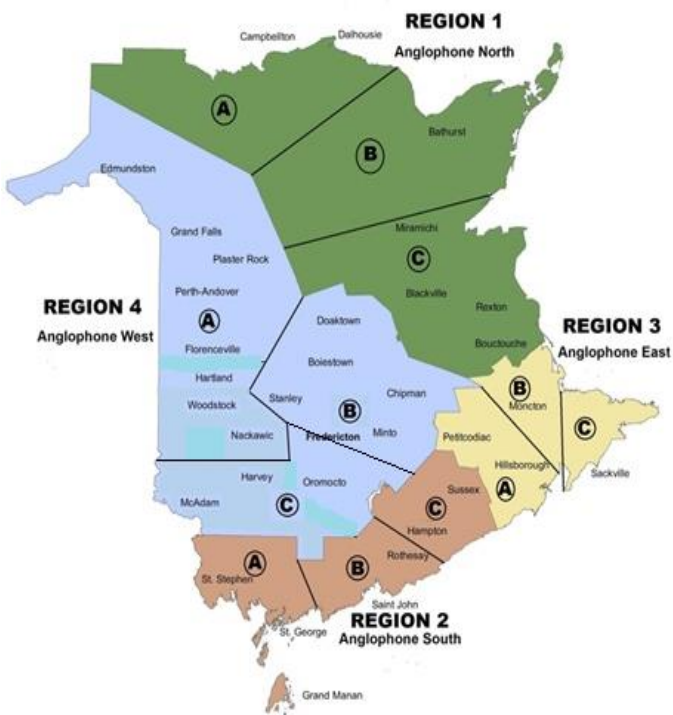 REGION 1
Campbellton
Dalhousie
Anglophone North
A
Bathurst
B
Edmundston
Grand Falls
Miramichi
Plaster Rock
C
Perth-Andover
Blackville
REGION 4
Rexton
Anglophone West
A
Doaktown
REGION 3
Florenceville
Bouctouche
Anglophone East
Boiestown
Hartland
B
Stanley
Chipman
Woodstock
B
Moncton
C
Nackawic
Fredericton
Minto
Petitcodiac
Hillsborough
Sackville
Harvey
Oromocto
Sussex
A
McAdam
C
C
Hampton
Rothesay
A
B
St. Stephen
Saint John
REGION 2
St. George
Anglophone South
Grand Manan